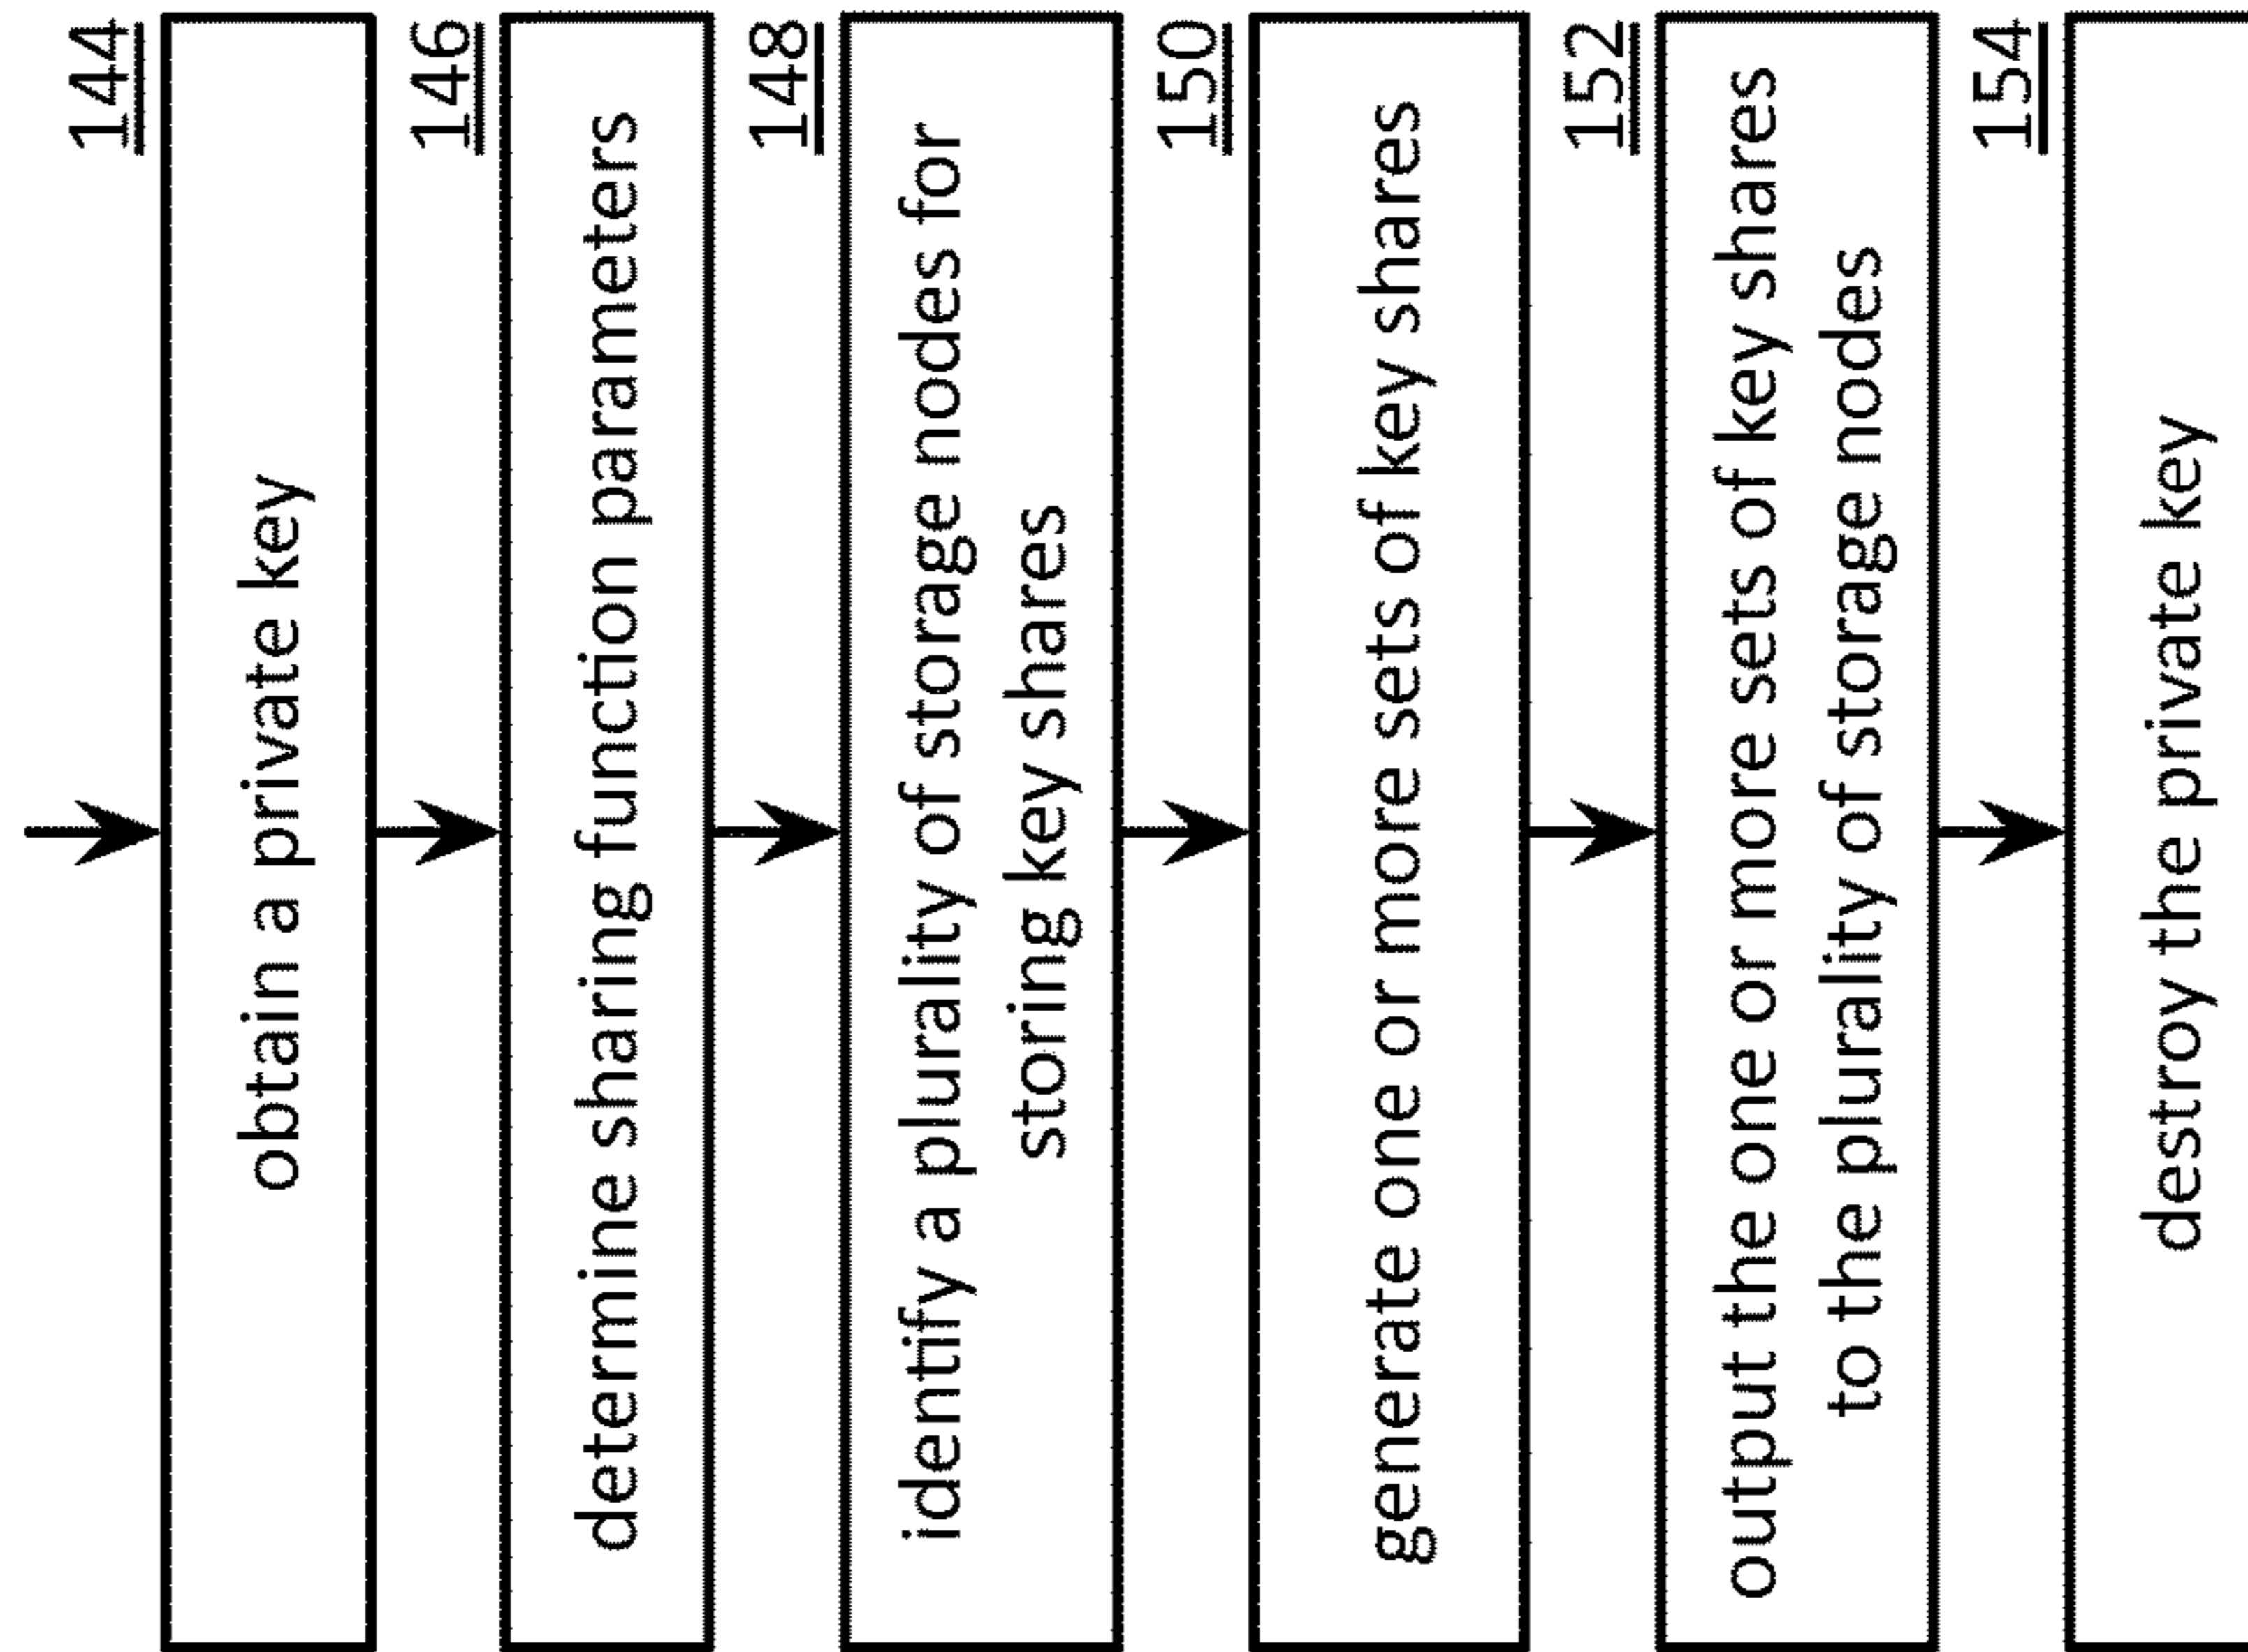 144
obtain a private key
146
determine sharing function parameters
148
identify a plurality of storage nodes for
storing key shares
150
generate one or more sets of key shares
152
output the one or more sets of key shares
to the plurality of storage nodes
154
destroy the private key